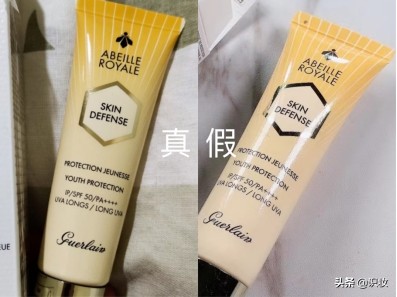 ABEILLE
ROYALE
SKIN
DEFENSE
PROTECTION JEUNESSE
YOUTH PROTECTION
IP/SPF 50/PA++++
UVA LONGS / LONG UVA
Guerlain
真 假
ABEILLE
ROYALE
SKIN
DEFENSE
PROTECTION JEUNESSE
YOUTH PROTECTION
IP/SPF 50/PA++++
UVA LONGS / LONG UVA
Guerlain
头条 @识妆